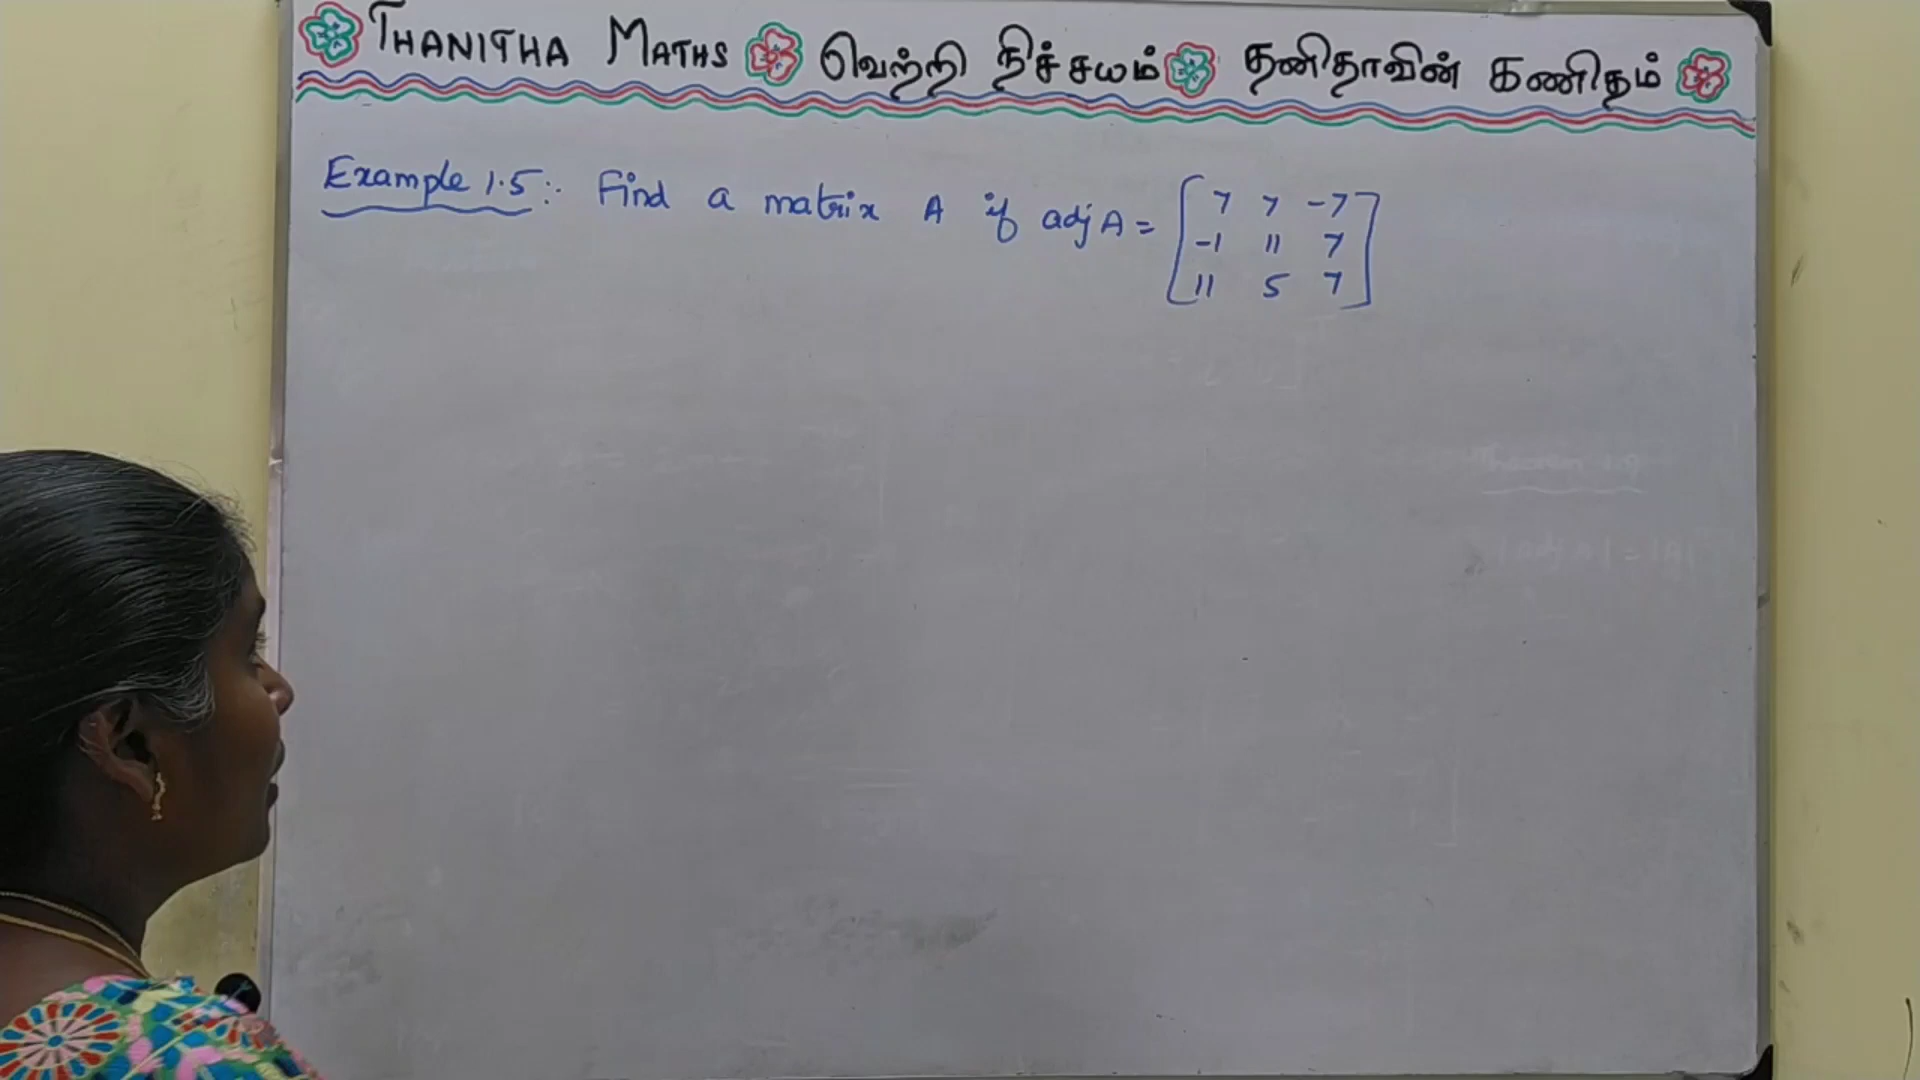 THANITHA MATHS வெற்றி நிச்சயம் தனிதாவின் கணிதம்
Example 1.5:. Find a matrix A if adj A = [ 7 7 -7
-1 11 7
11 5 7 ]